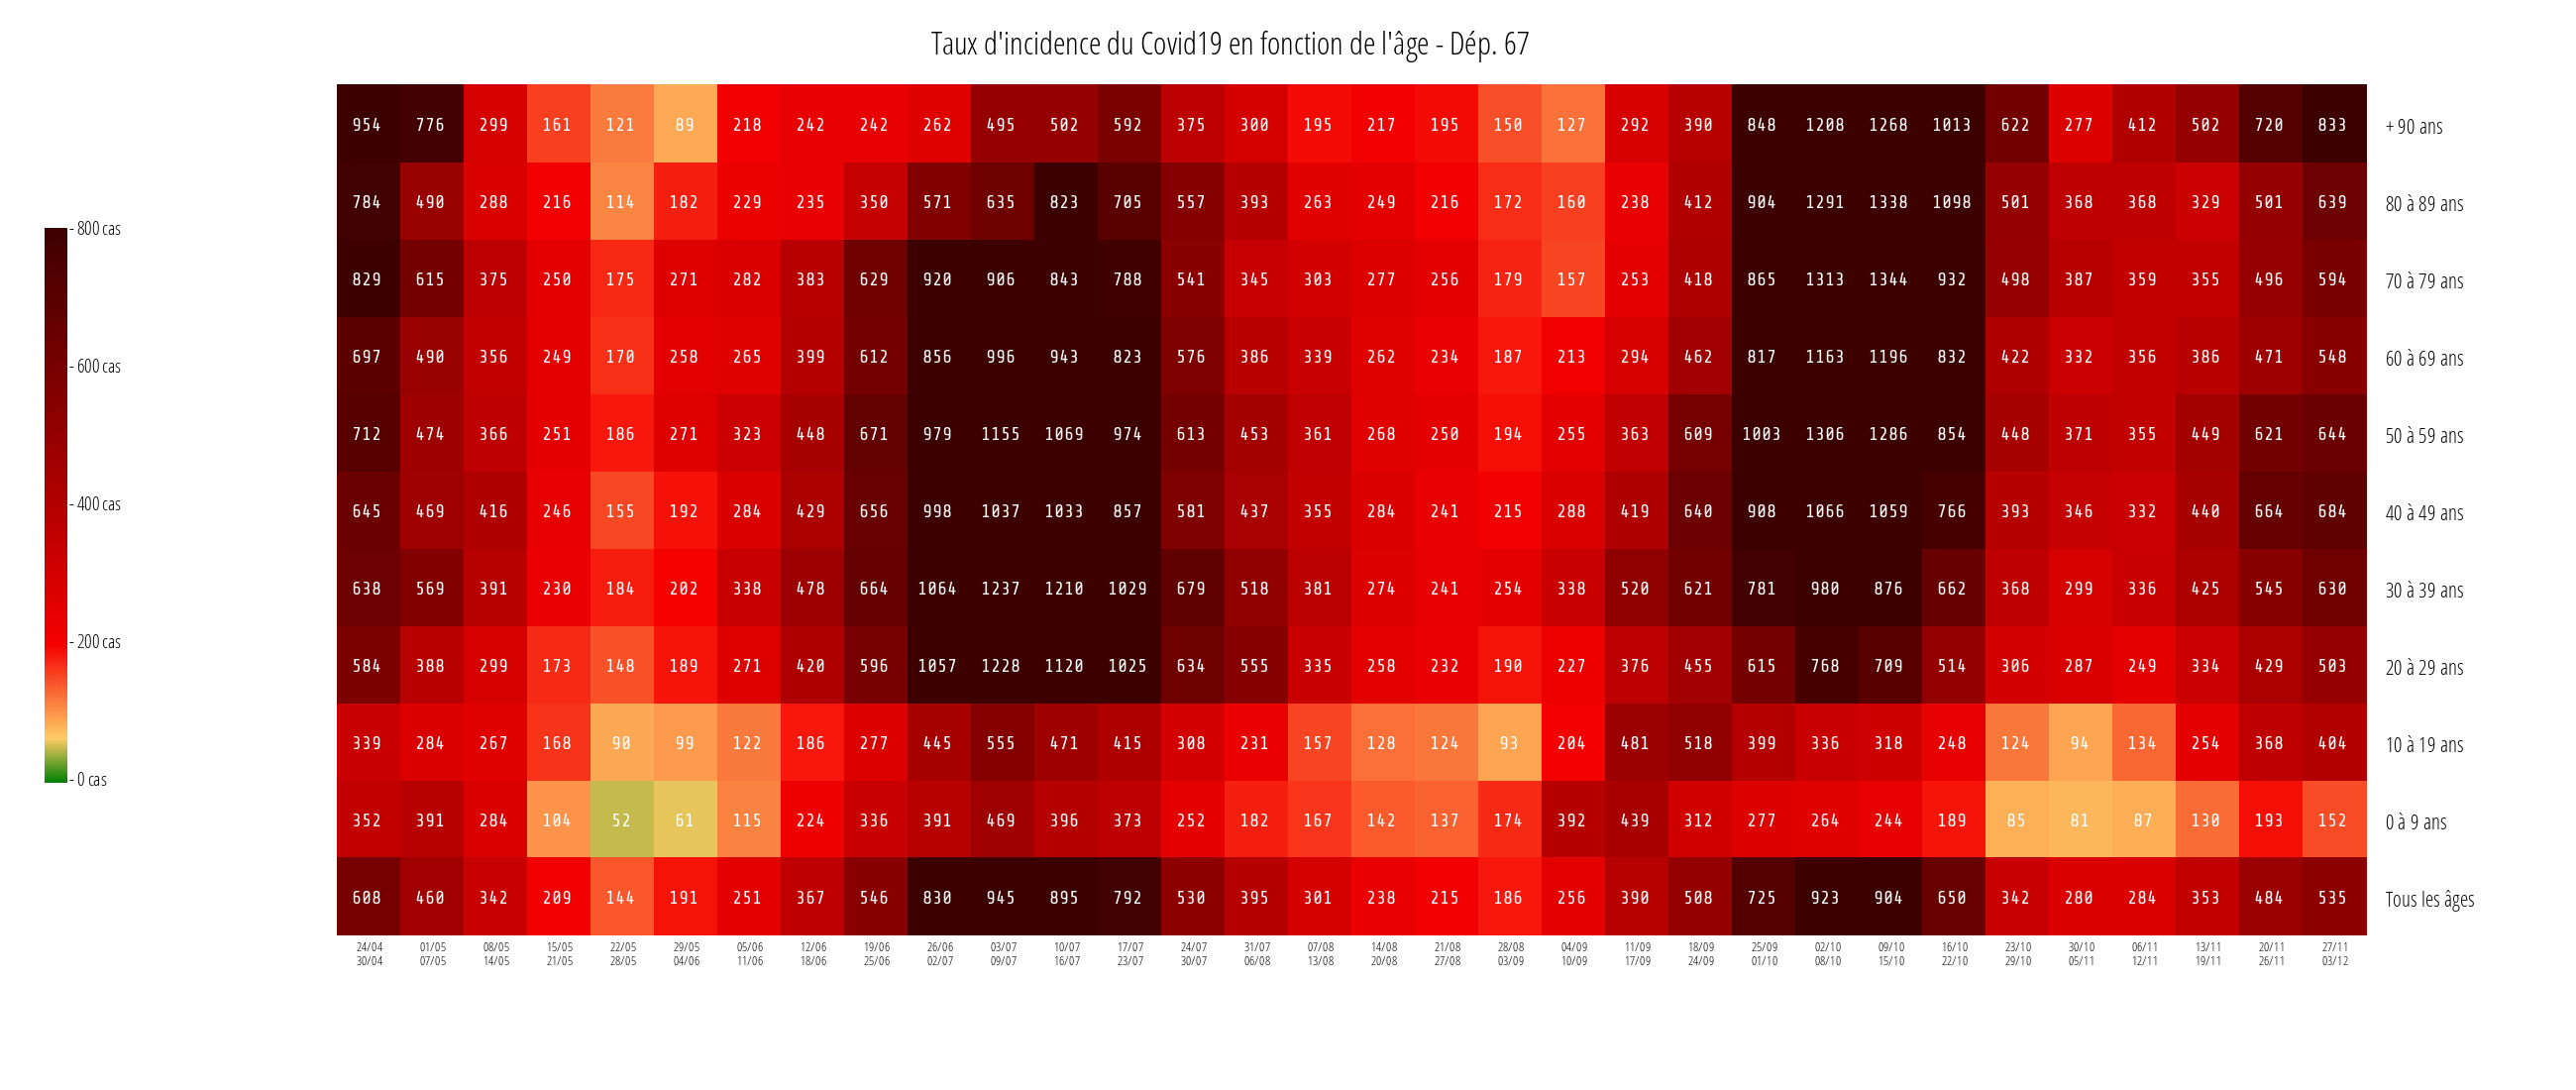 Taux d'incidence du Covid19 en fonction de l'âge - Dép. 67
954 776 299 161 121 89 218 242 242 262 495 502 592 375 300 195 217 195 150 127 292 390 848 1208 1268 1013 622 277 412 502 720 833 + 90 ans
784 490 288 216 114 182 229 235 350 571 635 823 705 557 393 263 249 216 172 160 238 412 904 1291 1338 1098 501 368 368 329 501 639 80 à 89 ans
- 800 cas
829 615 375 250 175 271 282 383 629 920 906 843 788 541 345 303 277 256 179 157 253 418 865 1313 1344 932 498 387 359 355 496 594 70 à 79 ans
697 490 356 249 170 258 265 399 612 856 996 943 823 576 386 339 262 234 187 213 294 462 817 1163 1196 832 422 332 356 386 471 548 60 à 69 ans
- 600 cas
712 474 366 251 186 271 323 448 671 979 1155 1069 974 613 453 361 268 250 194 255 363 609 1003 1306 1286 854 448 371 355 449 621 644 50 à 59 ans
- 400 cas
645 469 416 246 155 192 284 429 656 998 1037 1033 857 581 437 355 284 241 215 288 419 640 908 1066 1059 766 393 346 332 440 664 684 40 à 49 ans
638 569 391 230 184 202 338 478 664 1064 1237 1210 1029 679 518 381 274 241 254 338 520 621 781 980 876 662 368 299 336 425 545 630 30 à 39 ans
- 200 cas
584 388 299 173 148 189 271 420 596 1057 1228 1120 1025 634 555 335 258 232 190 227 376 455 615 768 709 514 306 287 249 334 429 503 20 à 29 ans
339 284 267 168 90 99 122 186 277 445 555 471 415 308 231 157 128 124 93 204 481 518 399 336 318 248 124 94 134 254 368 404 10 à 19 ans
- 0 cas
352 391 284 104 52 61 115 224 336 391 469 396 373 252 182 167 142 137 174 392 439 312 277 264 244 189 85 81 87 130 193 152 0 à 9 ans
608 460 342 209 144 191 251 367 546 830 945 895 792 530 395 301 238 215 186 256 390 508 725 923 904 650 342 280 284 353 484 535 Tous les âges
24/04 01/05 08/05 15/05 22/05 29/05 05/06 12/06 19/06 26/06 03/07 10/07 17/07 24/07 31/07 07/08 14/08 21/08 28/08 04/09 11/09 18/09 25/09 02/10 09/10 16/10 23/10 30/10 06/11 13/11 20/11 27/11
30/04 07/05 14/05 21/05 28/05 04/06 11/06 18/06 25/06 02/07 09/07 16/07 23/07 30/07 06/08 13/08 20/08 27/08 03/09 10/09 17/09 24/09 01/10 08/10 15/10 22/10 29/10 05/11 12/11 19/11 26/11 03/12